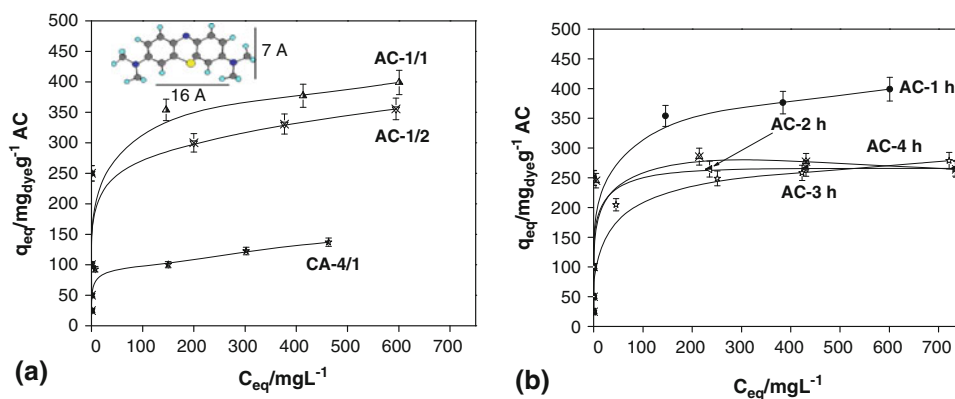 500
450
400
350
300
250
200
150
100
50
0
q_eq/mg_dye g⁻¹ AC
7 A
16 A
AC-1/1
AC-1/2
CA-4/1
0 100 200 300 400 500 600 700
C_eq/mgL⁻¹
(a)
500
450
400
350
300
250
200
150
100
50
0
q_eq/mg_dye g⁻¹ AC
AC-1 h
AC-2 h
AC-4 h
AC-3 h
0 100 200 300 400 500 600 700
C_eq/mgL⁻¹
(b)